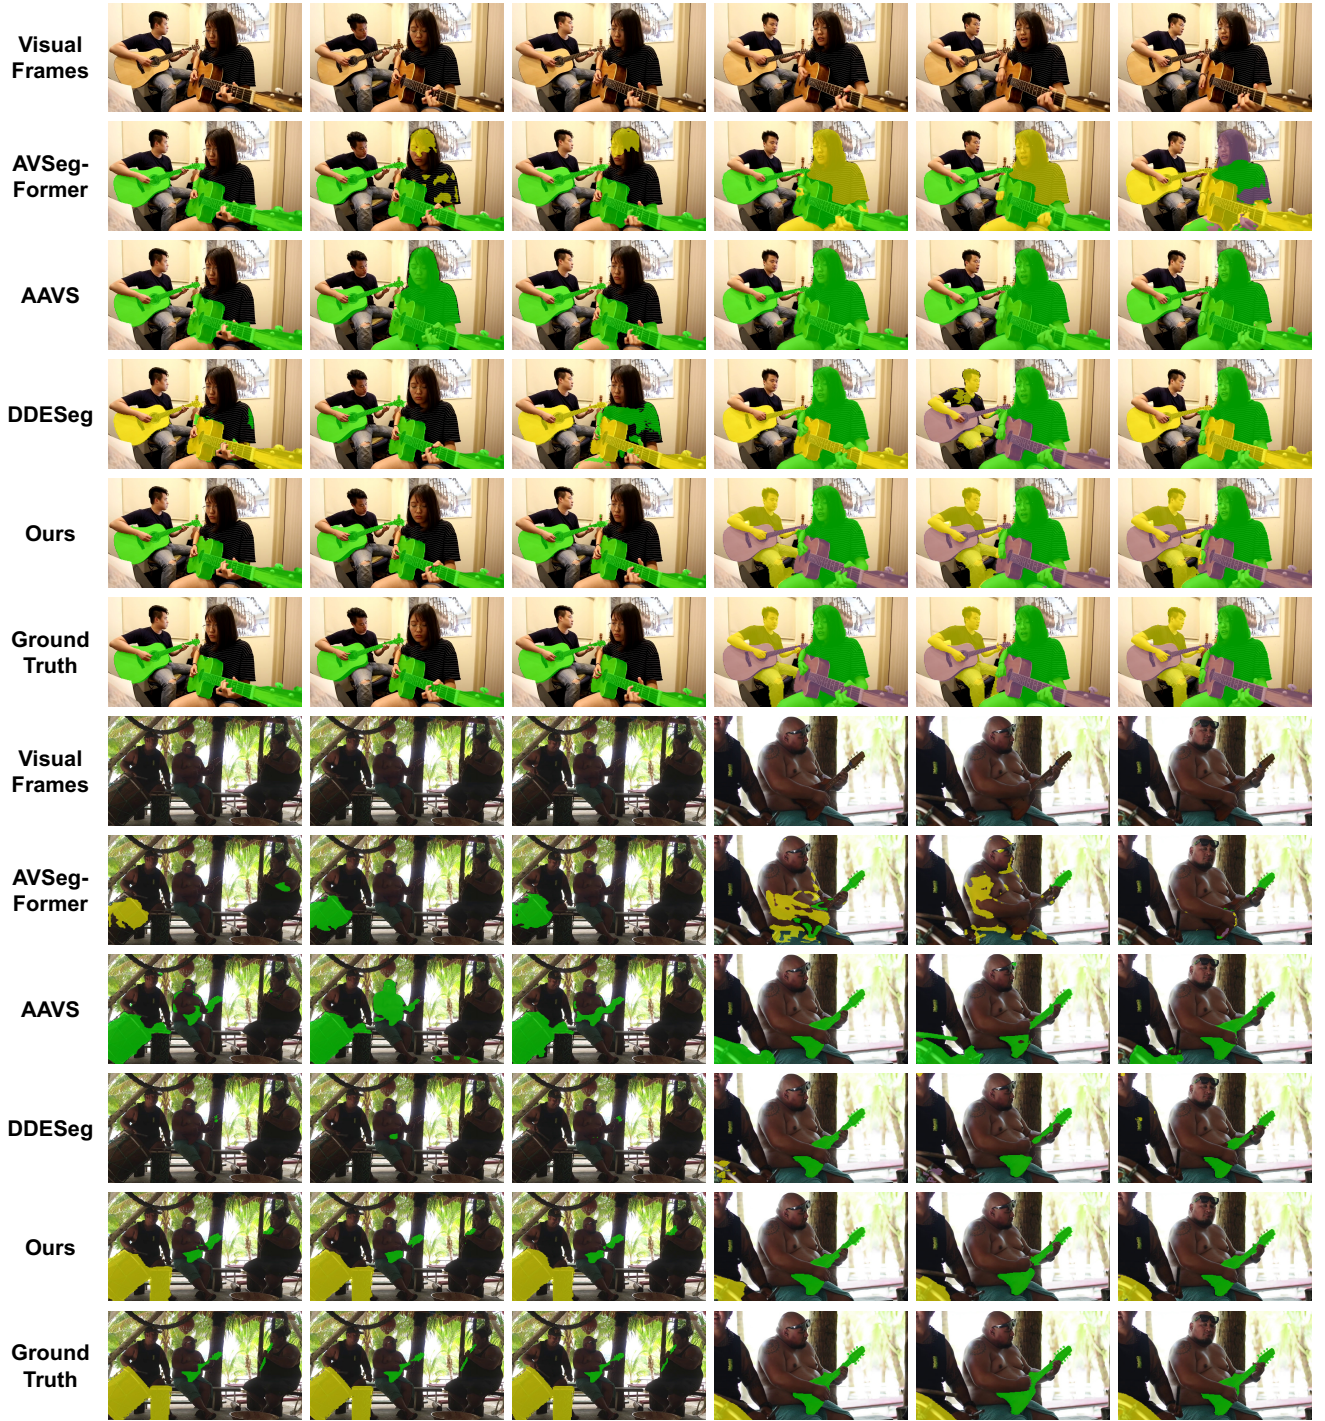 Visual
Frames
AVSeg-
Former
AAVS
DDESeg
Ours
Ground
Truth
Visual
Frames
AVSeg-
Former
AAVS
DDESeg
Ours
Ground
Truth